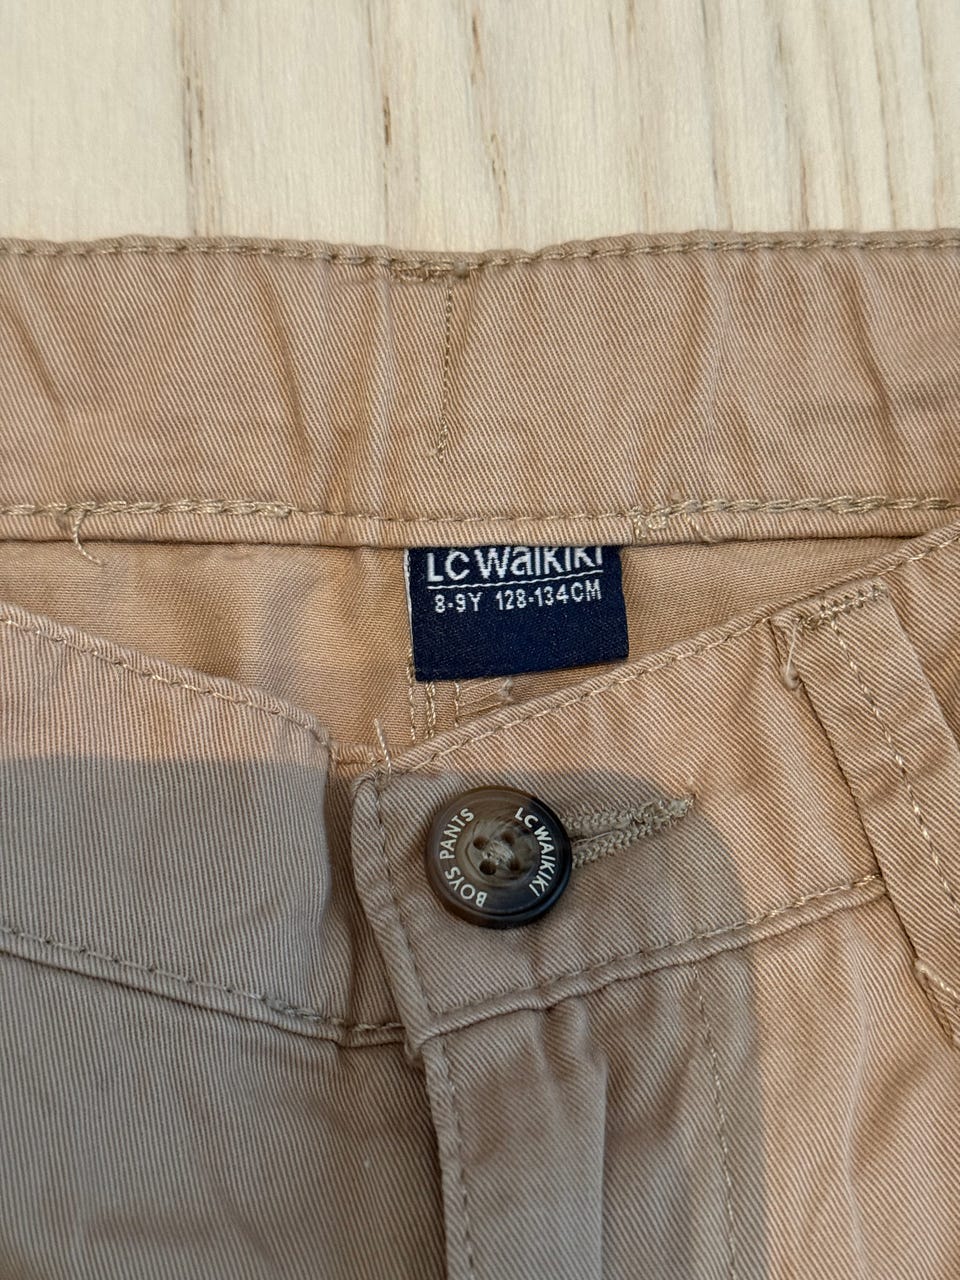 LC Waikiki
8-9Y 128-134CM
LC WAIKIKI
BOYS PANTS